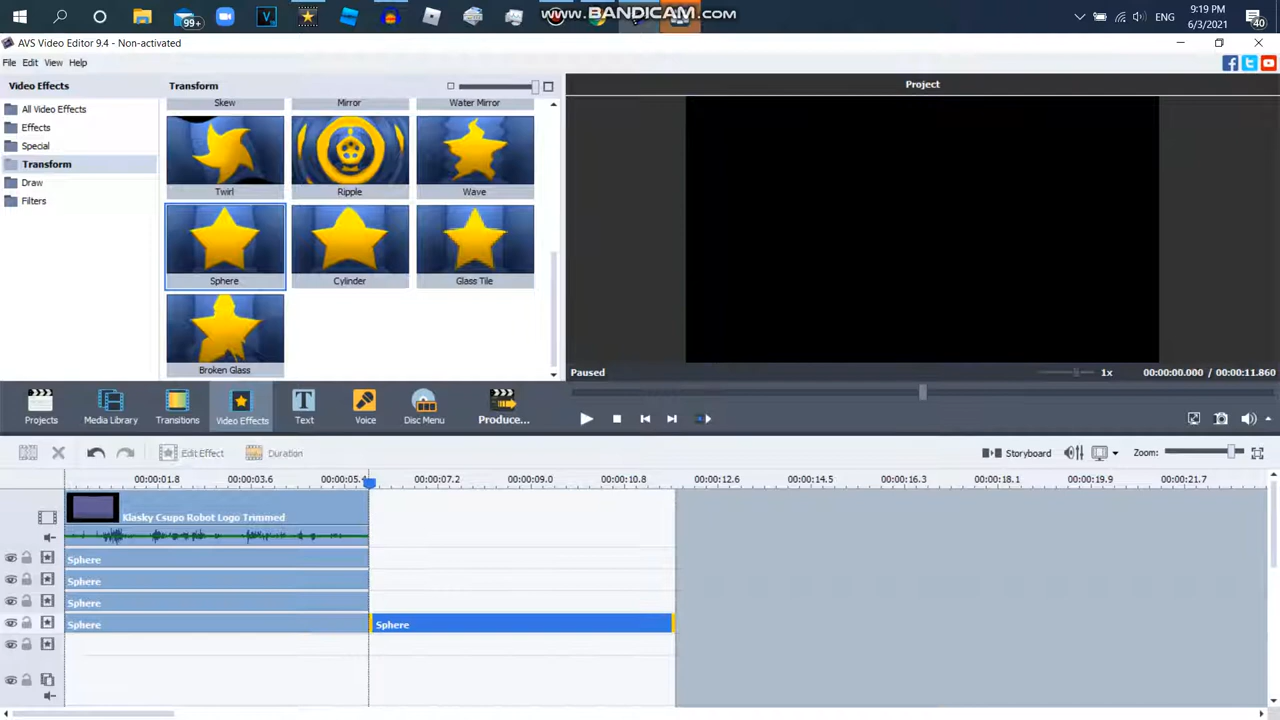 www.BANDICAM.com
99+
ENG
9:19 PM
6/3/2021
40
AVS Video Editor 9.4 - Non-activated
File Edit View Help
Video Effects
Transform
Project
All Video Effects
Effects
Special
Transform
Draw
Filters
Skew Mirror Water Mirror
Twirl Ripple Wave
Sphere Cylinder Glass Tile
Broken Glass
Paused
1x
00:00:00.000 / 00:00:11.860
Projects Media Library Transitions Video Effects Text Voice Disc Menu Produce...
Edit Effect Duration
Storyboard
Zoom:
00:00:01.8 00:00:03.6 00:00:05.4 00:00:07.2 00:00:09.0 00:00:10.8 00:00:12.6 00:00:14.5 00:00:16.3 00:00:18.1 00:00:19.9 00:00:21.7
Klasky Csupo Robot Logo Trimmed
Sphere
Sphere
Sphere
Sphere Sphere